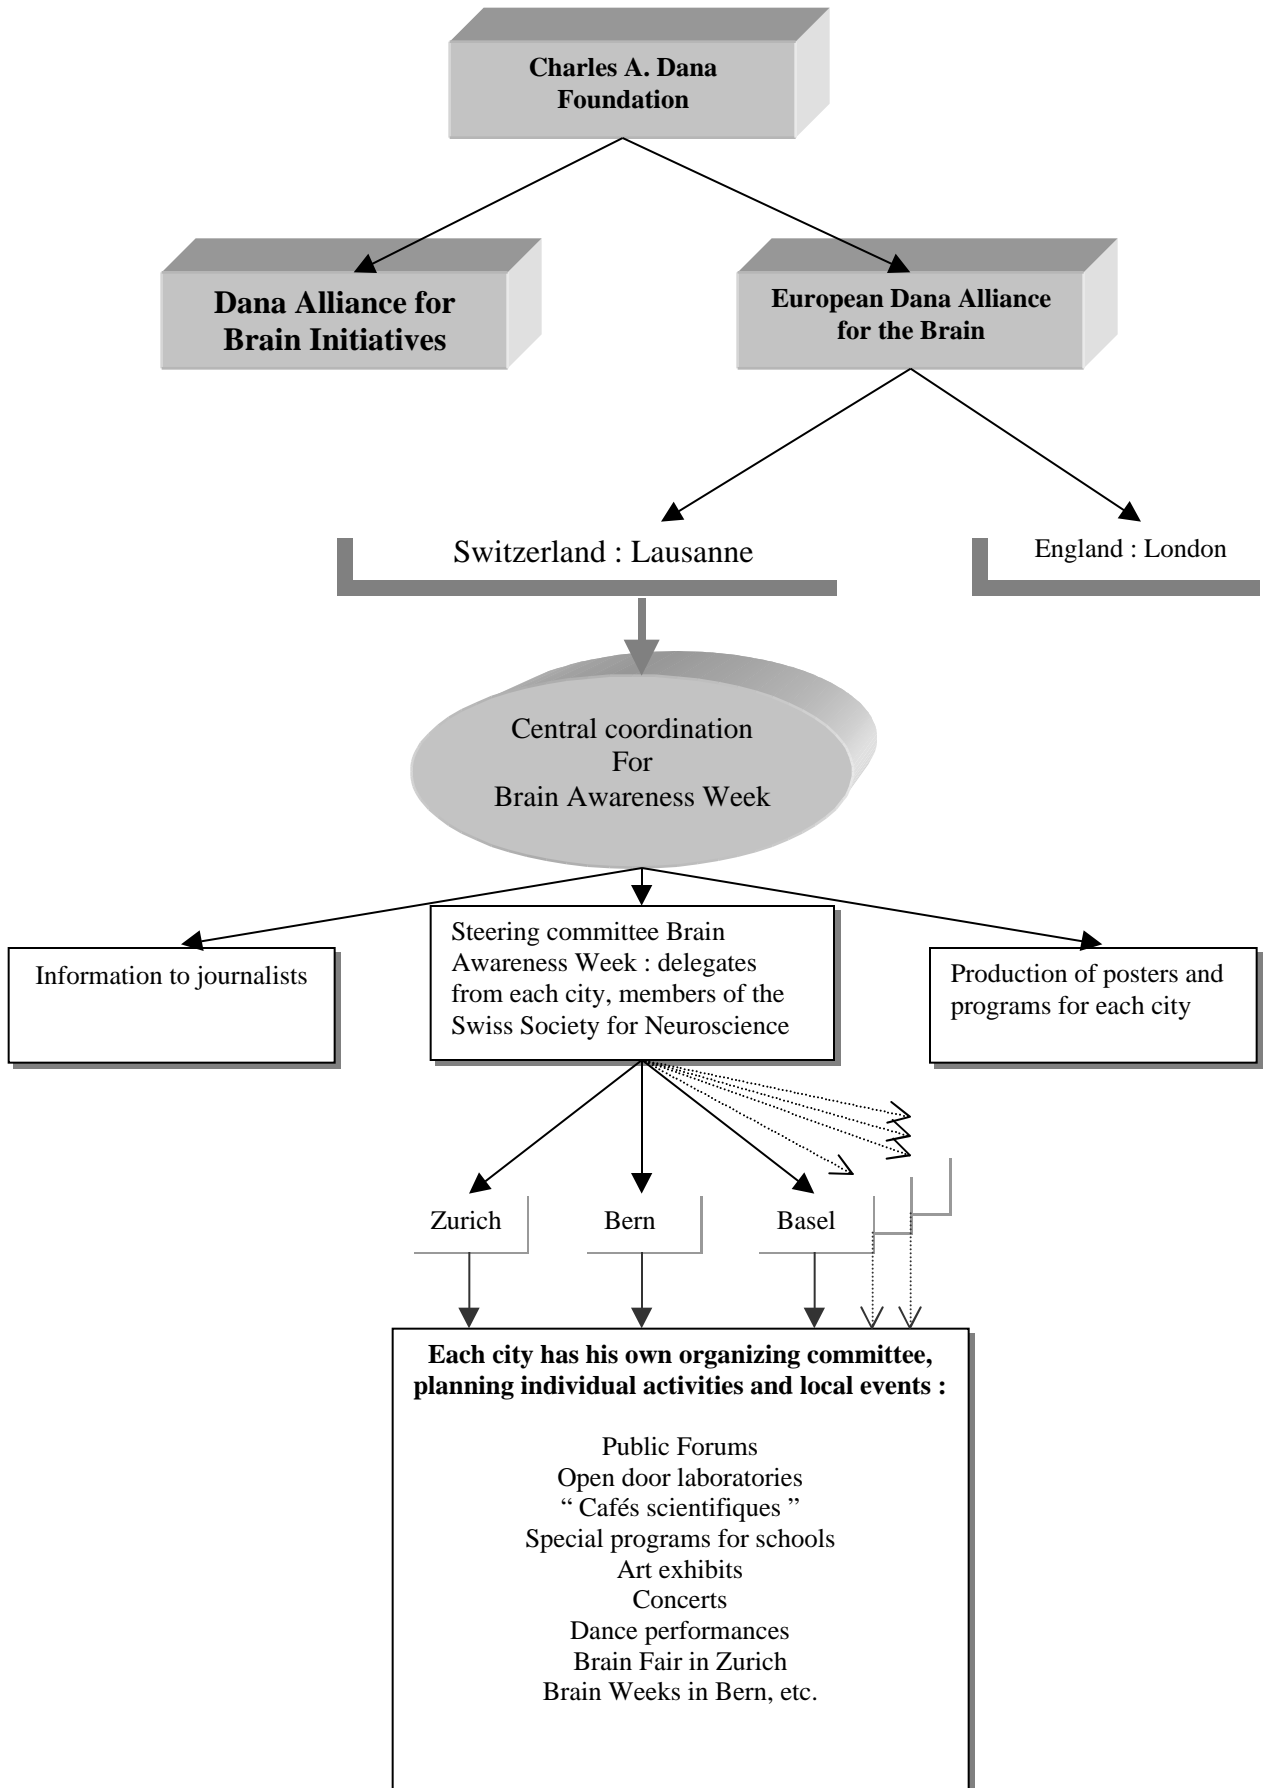 Charles A. Dana
Foundation
Dana Alliance for
Brain Initiatives
European Dana Alliance
for the Brain
Switzerland : Lausanne
England : London
Central coordination
For
Brain Awareness Week
Information to journalists
Steering committee Brain
Awareness Week : delegates
from each city, members of the
Swiss Society for Neuroscience
Production of posters and
programs for each city
Zurich
Bern
Basel
Each city has his own organizing committee,
planning individual activities and local events :
Public Forums
Open door laboratories
“ Cafés scientifiques ”
Special programs for schools
Art exhibits
Concerts
Dance performances
Brain Fair in Zurich
Brain Weeks in Bern, etc.